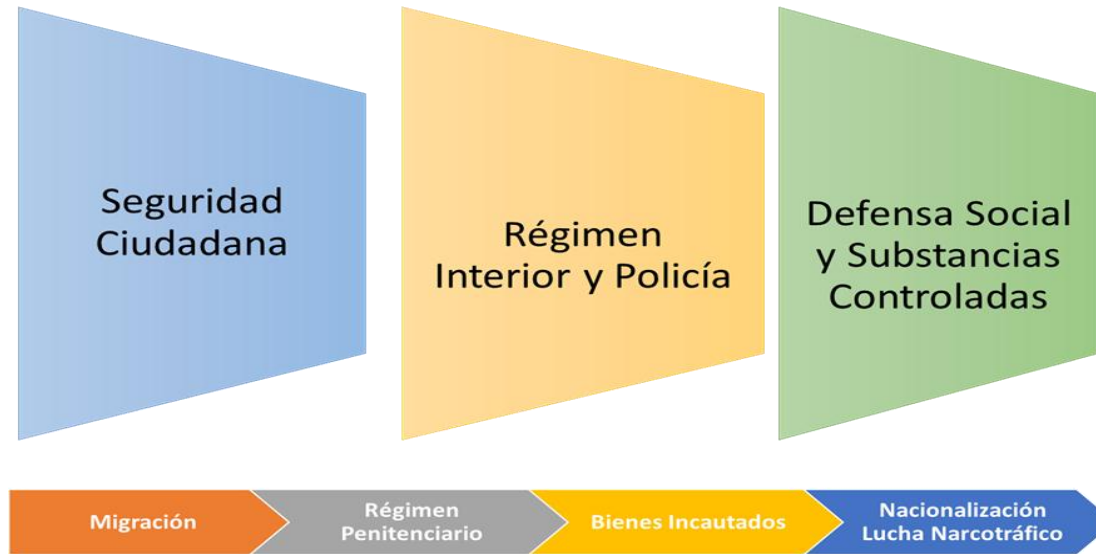 Seguridad
Ciudadana
Régimen
Interior y Policía
Defensa Social
y Substancias
Controladas
Migración
Régimen
Penitenciario
Bienes Incautados
Nacionalización
Lucha Narcotráfico